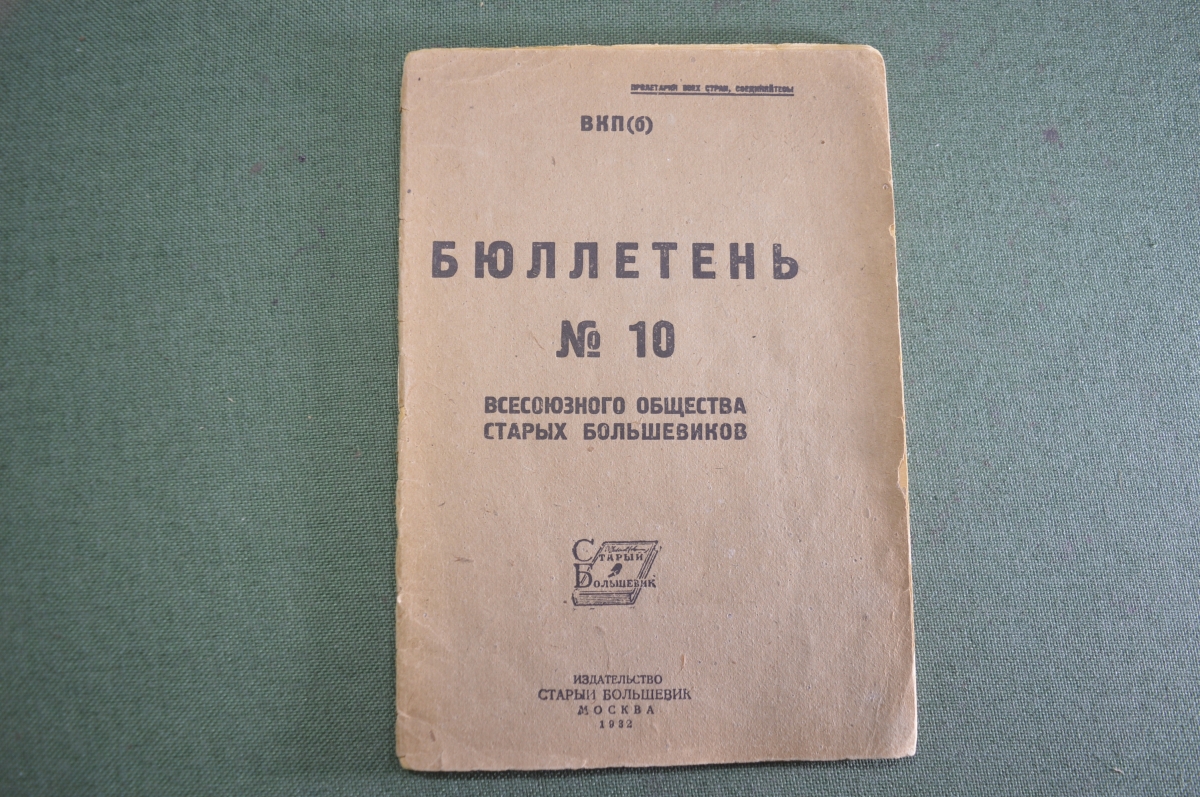 ПРОЛЕТАРИИ ВСЕХ СТРАН, СОЕДИНЯЙТЕСЬ
ВКП(б)
БЮЛЛЕТЕНЬ
№ 10
ВСЕСОЮЗНОГО ОБЩЕСТВА
СТАРЫХ БОЛЬШЕВИКОВ
СТАРЫЙ
БОЛЬШЕВИК
ИЗДАТЕЛЬСТВО
СТАРЫЙ БОЛЬШЕВИК
МОСКВА
1932